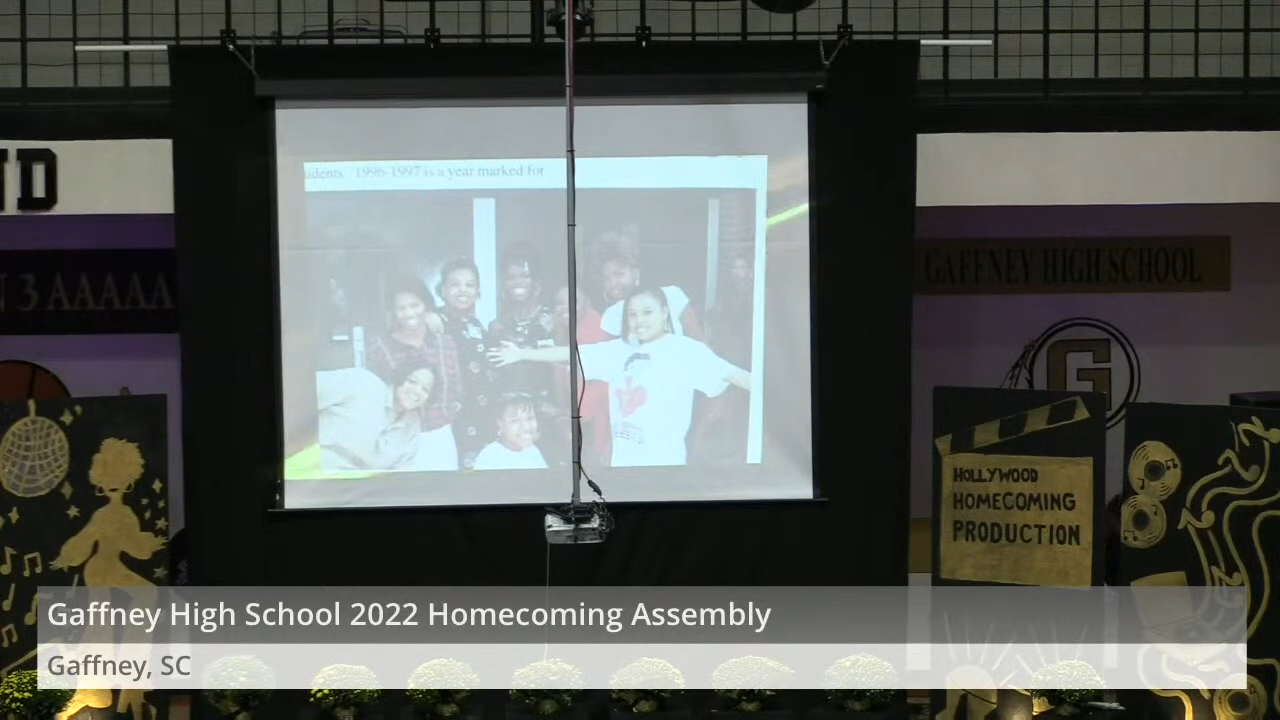 ND
udents. 1996-1997 is a year marked for
N 3 AAAAA
GAFFNEY HIGH SCHOOL
G
HOLLYWOOD
HOMECOMING
PRODUCTION
Gaffney High School 2022 Homecoming Assembly
Gaffney, SC